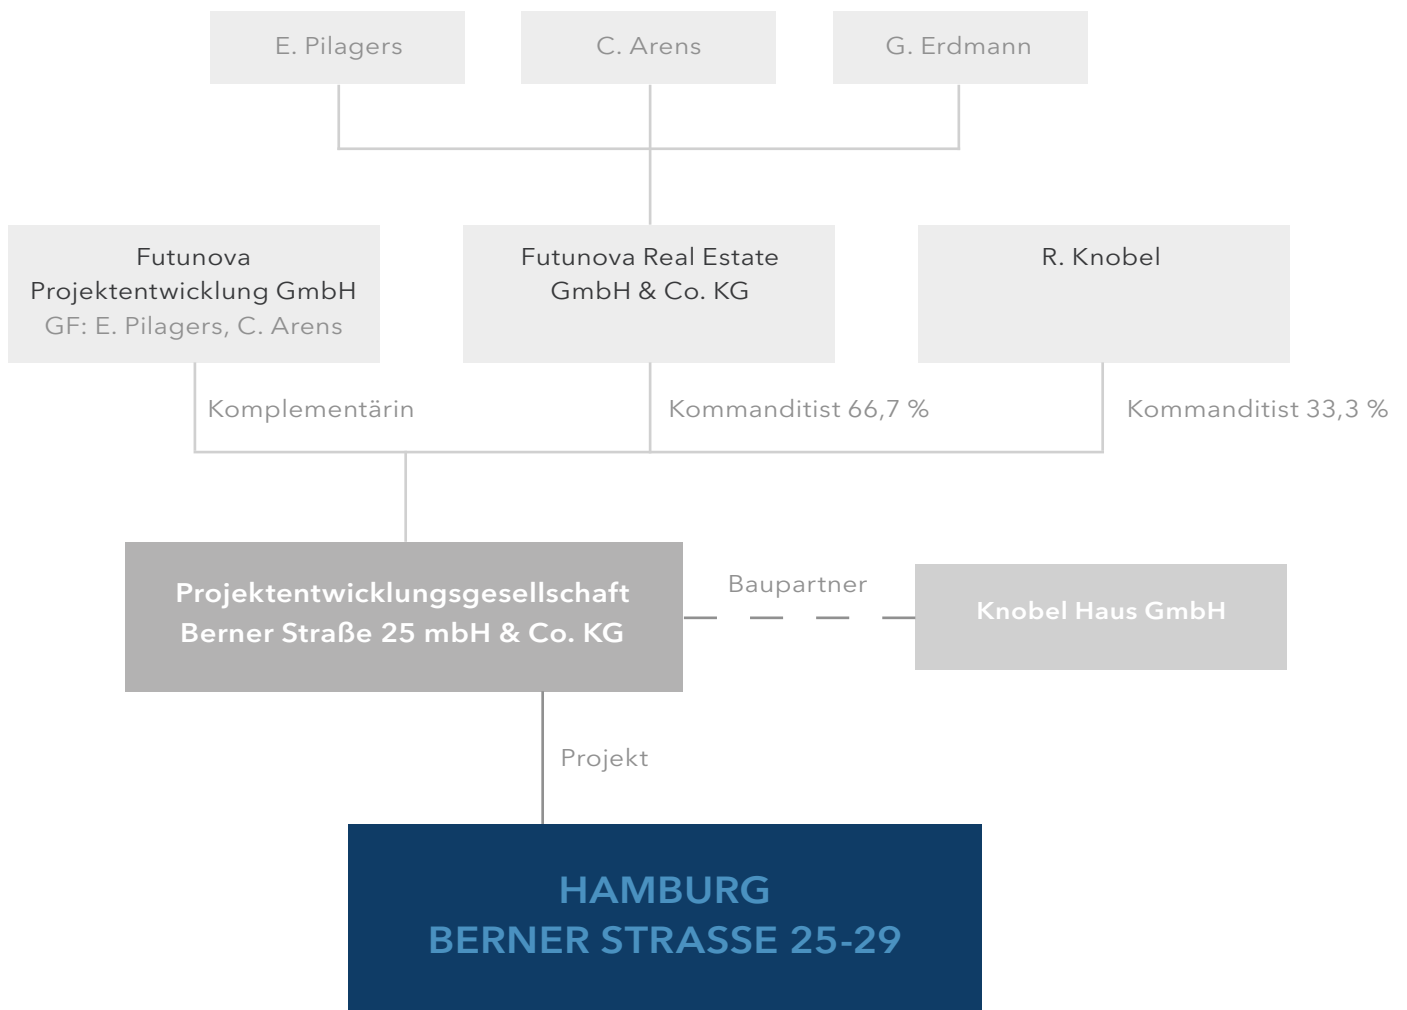 E. Pilagers
C. Arens
G. Erdmann
Futunova
Projektentwicklung GmbH
GF: E. Pilagers, C. Arens
Futunova Real Estate
GmbH & Co. KG
R. Knobel
Komplementärin
Kommanditist 66,7 %
Kommanditist 33,3 %
Projektentwicklungsgesellschaft
Berner Straße 25 mbH & Co. KG
Baupartner
Knobel Haus GmbH
Projekt
HAMBURG
BERNER STRASSE 25-29